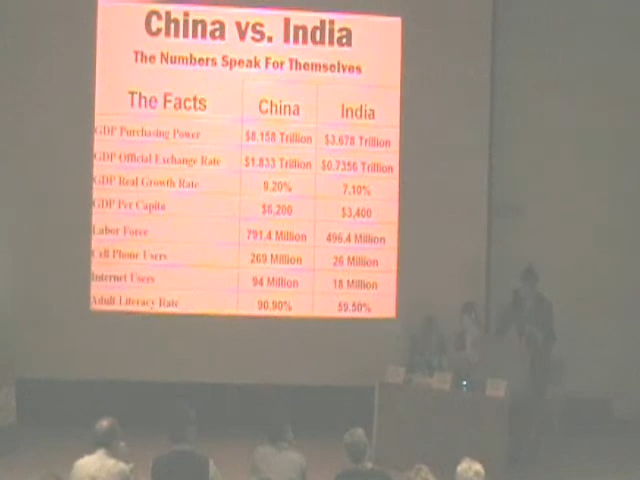 China vs. India
The Numbers Speak For Themselves
The Facts China India
GDP Purchasing Power $8.158 Trillion $3.678 Trillion
GDP Official Exchange Rate $1.833 Trillion $0.7356 Trillion
GDP Real Growth Rate 9.20% 7.10%
GDP Per Capita $6,200 $3,400
Labor Force 791.4 Million 496.4 Million
Cell Phone Users 269 Million 26 Million
Internet Users 94 Million 18 Million
Adult Literacy Rate 90.90% 59.50%